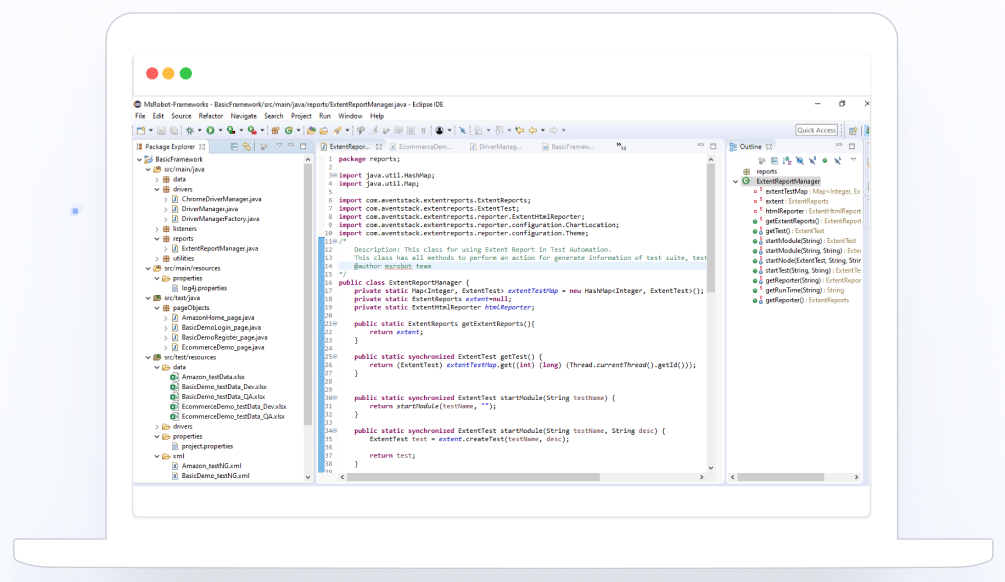 MsRobot-Frameworks - BasicFramework/src/main/java/reports/ExtentReportManager.java - Eclipse IDE
File Edit Source Refactor Navigate Search Project Run Window Help
Quick Access
Package Explorer
BasicFramework
src/main/java
data
drivers
ChromeDriverManager.java
DriverManager.java
DriverManagerFactory.java
listeners
reports
ExtentReportManager.java
utilities
src/main/resources
properties
log4j.properties
src/test/java
pageObjects
AmazonHome_page.java
BasicDemoLogin_page.java
BasicDemoRegister_page.java
EcommerceDemo_page.java
src/test/resources
data
Amazon_testData.xlsx
BasicDemo_testData_Dev.xlsx
BasicDemo_testData_QA.xlsx
EcommerceDemo_testData_Dev.xlsx
EcommerceDemo_testData_QA.xlsx
drivers
properties
project.properties
xml
Amazon_testNG.xml
BasicDemo_testNG.xml
ExtentRepor... EcommerceDem... DriverManag... BasicFramew... »14
1 package reports;
2
3 import java.util.HashMap;
4 import java.util.Map;
5
6 import com.aventstack.extentreports.ExtentReports;
7 import com.aventstack.extentreports.ExtentTest;
8 import com.aventstack.extentreports.reporter.ExtentHtmlReporter;
9 import com.aventstack.extentreports.reporter.configuration.ChartLocation;
10 import com.aventstack.extentreports.reporter.configuration.Theme;
11 /*
12 Description: This class for using Extent Report in Test Automation.
13 This class has all methods to perform an action for generate information of test suite, test
14 @author msrobot team
15 */
16 public class ExtentReportManager {
17 private static Map<Integer, ExtentTest> extentTestMap = new HashMap<Integer, ExtentTest>();
18 private static ExtentReports extent=null;
19 private static ExtentHtmlReporter htmlReporter;
20
21 public static ExtentReports getExtentReports(){
22 return extent;
23 }
24
25 public static synchronized ExtentTest getTest() {
26 return (ExtentTest) extentTestMap.get((int) (long) (Thread.currentThread().getId()));
27 }
28
29
30 public static synchronized ExtentTest startModule(String testName) {
31 return startModule(testName, "");
32 }
33
34 public static synchronized ExtentTest startModule(String testName, String desc) {
35 ExtentTest test = extent.createTest(testName, desc);
36
37 return test;
38 }
39
Outline
reports
ExtentReportManager
extentTestMap : Map<Integer, Ex
extent : ExtentReports
htmlReporter : ExtentHtmlReport
getExtentReports() : ExtentReport
getTest() : ExtentTest
startModule(String) : ExtentTest
startModule(String, String) : Exter
startNode(ExtentTest, String, Strin
startTest(String, String) : ExtentTe
getReporter(String) : ExtentRepor
getRunTime(String) : String
getReporter() : ExtentReports